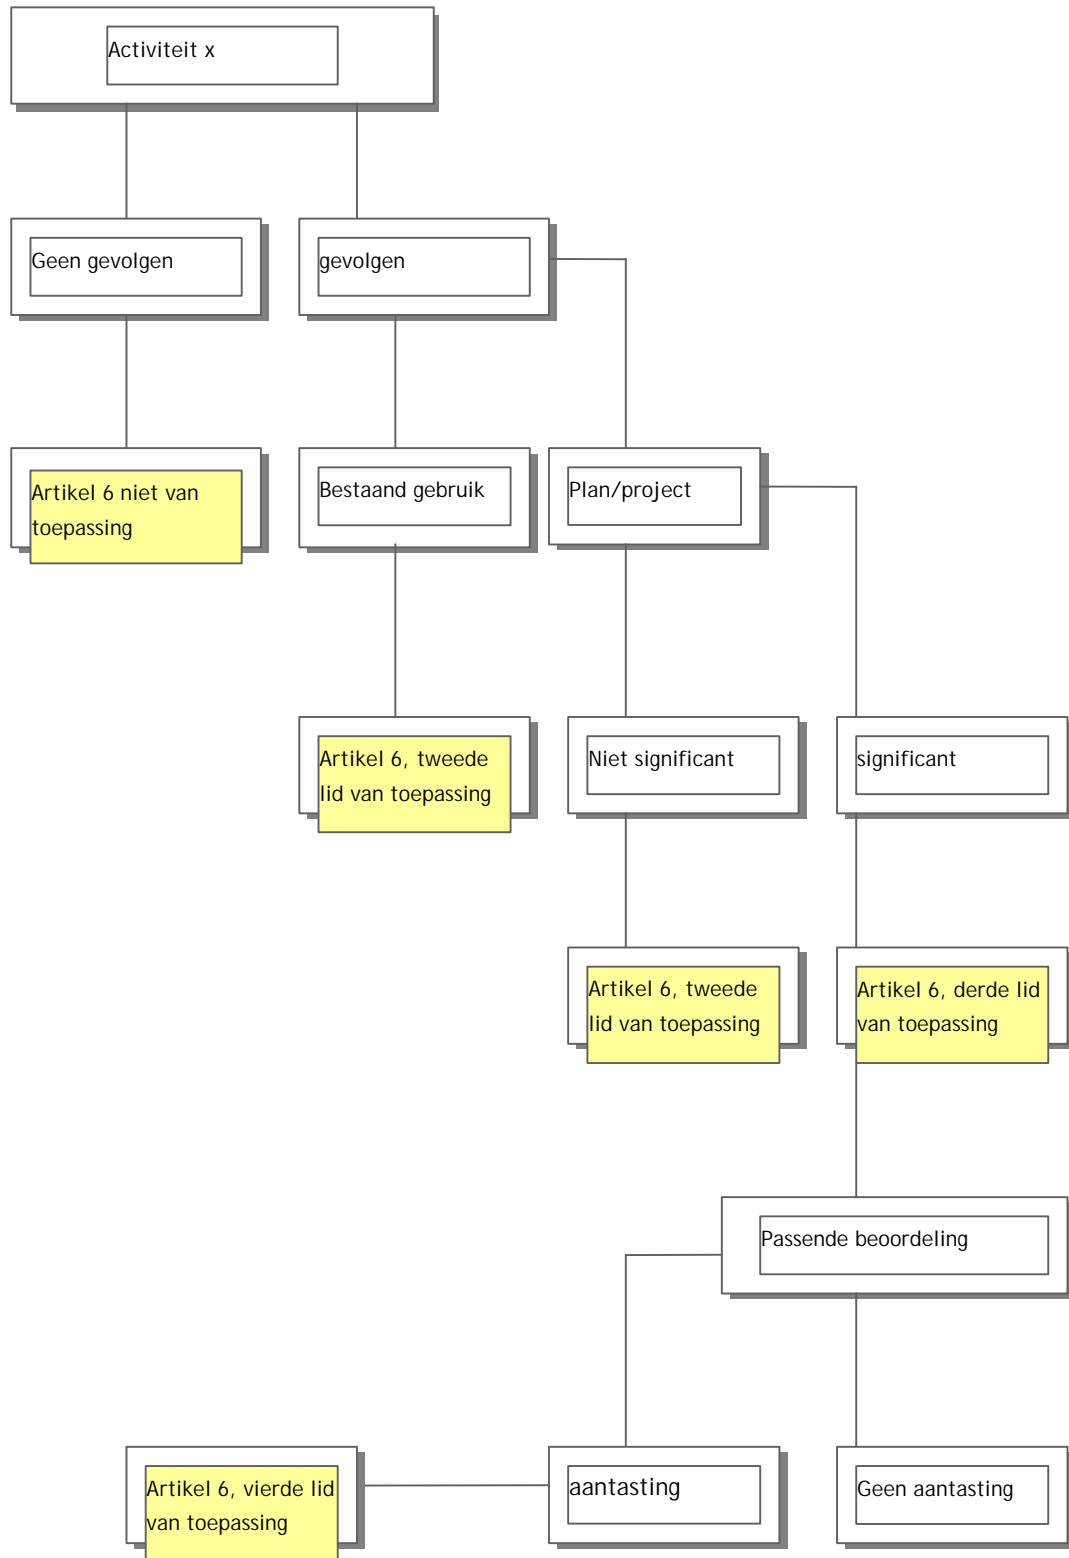 Activiteit x
Geen gevolgen
gevolgen
Artikel 6 niet van
toepassing
Bestaand gebruik
Plan/project
Artikel 6, tweede
lid van toepassing
Niet significant
significant
Artikel 6, tweede
lid van toepassing
Artikel 6, derde lid
van toepassing
Passende beoordeling
Artikel 6, vierde lid
van toepassing
aantasting
Geen aantasting